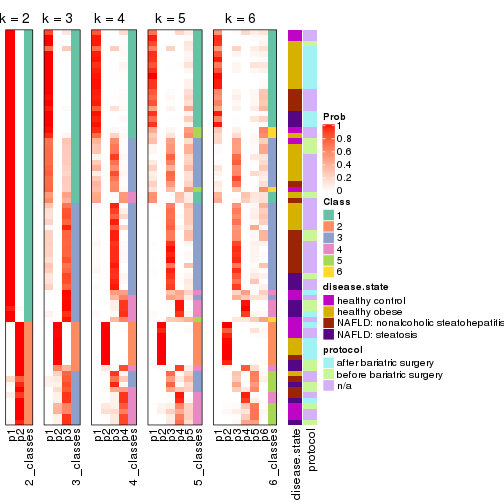 k = 2 k = 3 k = 4 k = 5 k = 6
Prob
1
0.8
0.6
0.4
0.2
0
Class
1
2
3
4
5
6
disease.state
healthy control
healthy obese
NAFLD: nonalcoholic steatohepatitis
NAFLD: steatosis
protocol
after bariatric surgery
before bariatric surgery
n/a
p1 p2 2_classes p1 p2 p3 3_classes p1 p2 p3 p4 4_classes p1 p2 p3 p4 p5 5_classes p1 p2 p3 p4 p5 p6 6_classes disease.state protocol